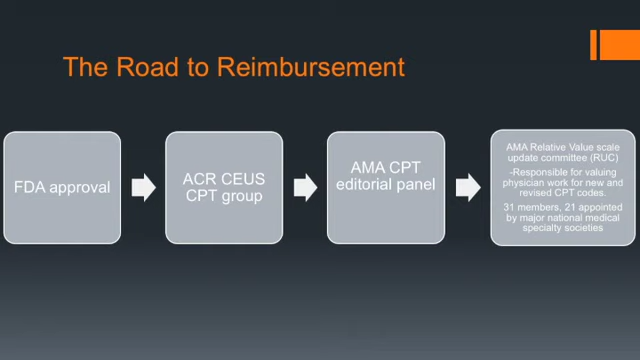 The Road to Reimbursement
FDA approval
ACR CEUS
CPT group
AMA CPT
editorial panel
AMA Relative Value scale
update committee (RUC)
-Responsible for valuing
physician work for new and
revised CPT codes.
31 members, 21 appointed
by major national medical
specialty societies